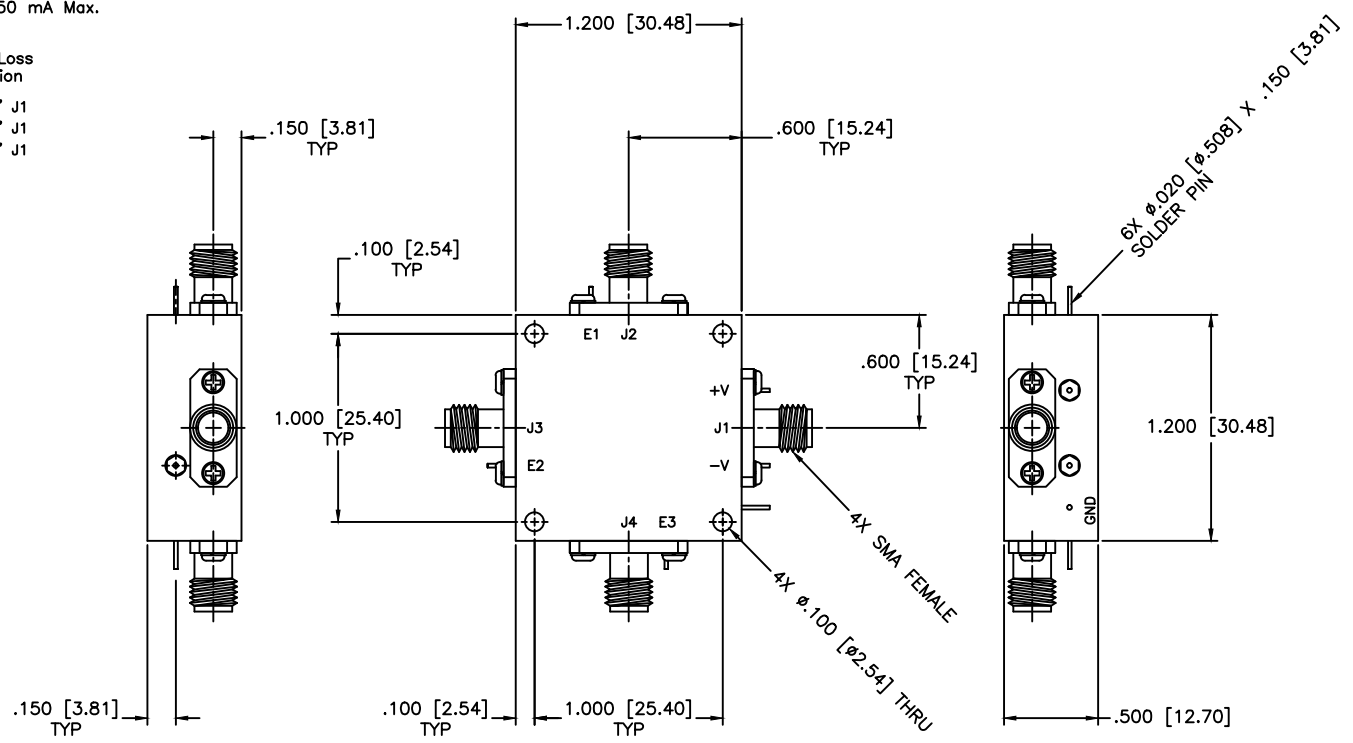 50 mA Max.
Loss
ion
J1
J1
J1
1.200 [30.48]
.150 [3.81]
TYP
.600 [15.24]
TYP
6X ø.020 [ø.508] X .150 [3.81]
SOLDER PIN
.100 [2.54]
TYP
E1 J2
.600 [15.24]
TYP
+V
1.000 [25.40]
TYP
J3
J1
1.200 [30.48]
E2
-V
GND
J4 E3
4X SMA FEMALE
4X ø.100 [ø2.54] THRU
.150 [3.81]
TYP
.100 [2.54]
TYP
1.000 [25.40]
TYP
.500 [12.70]